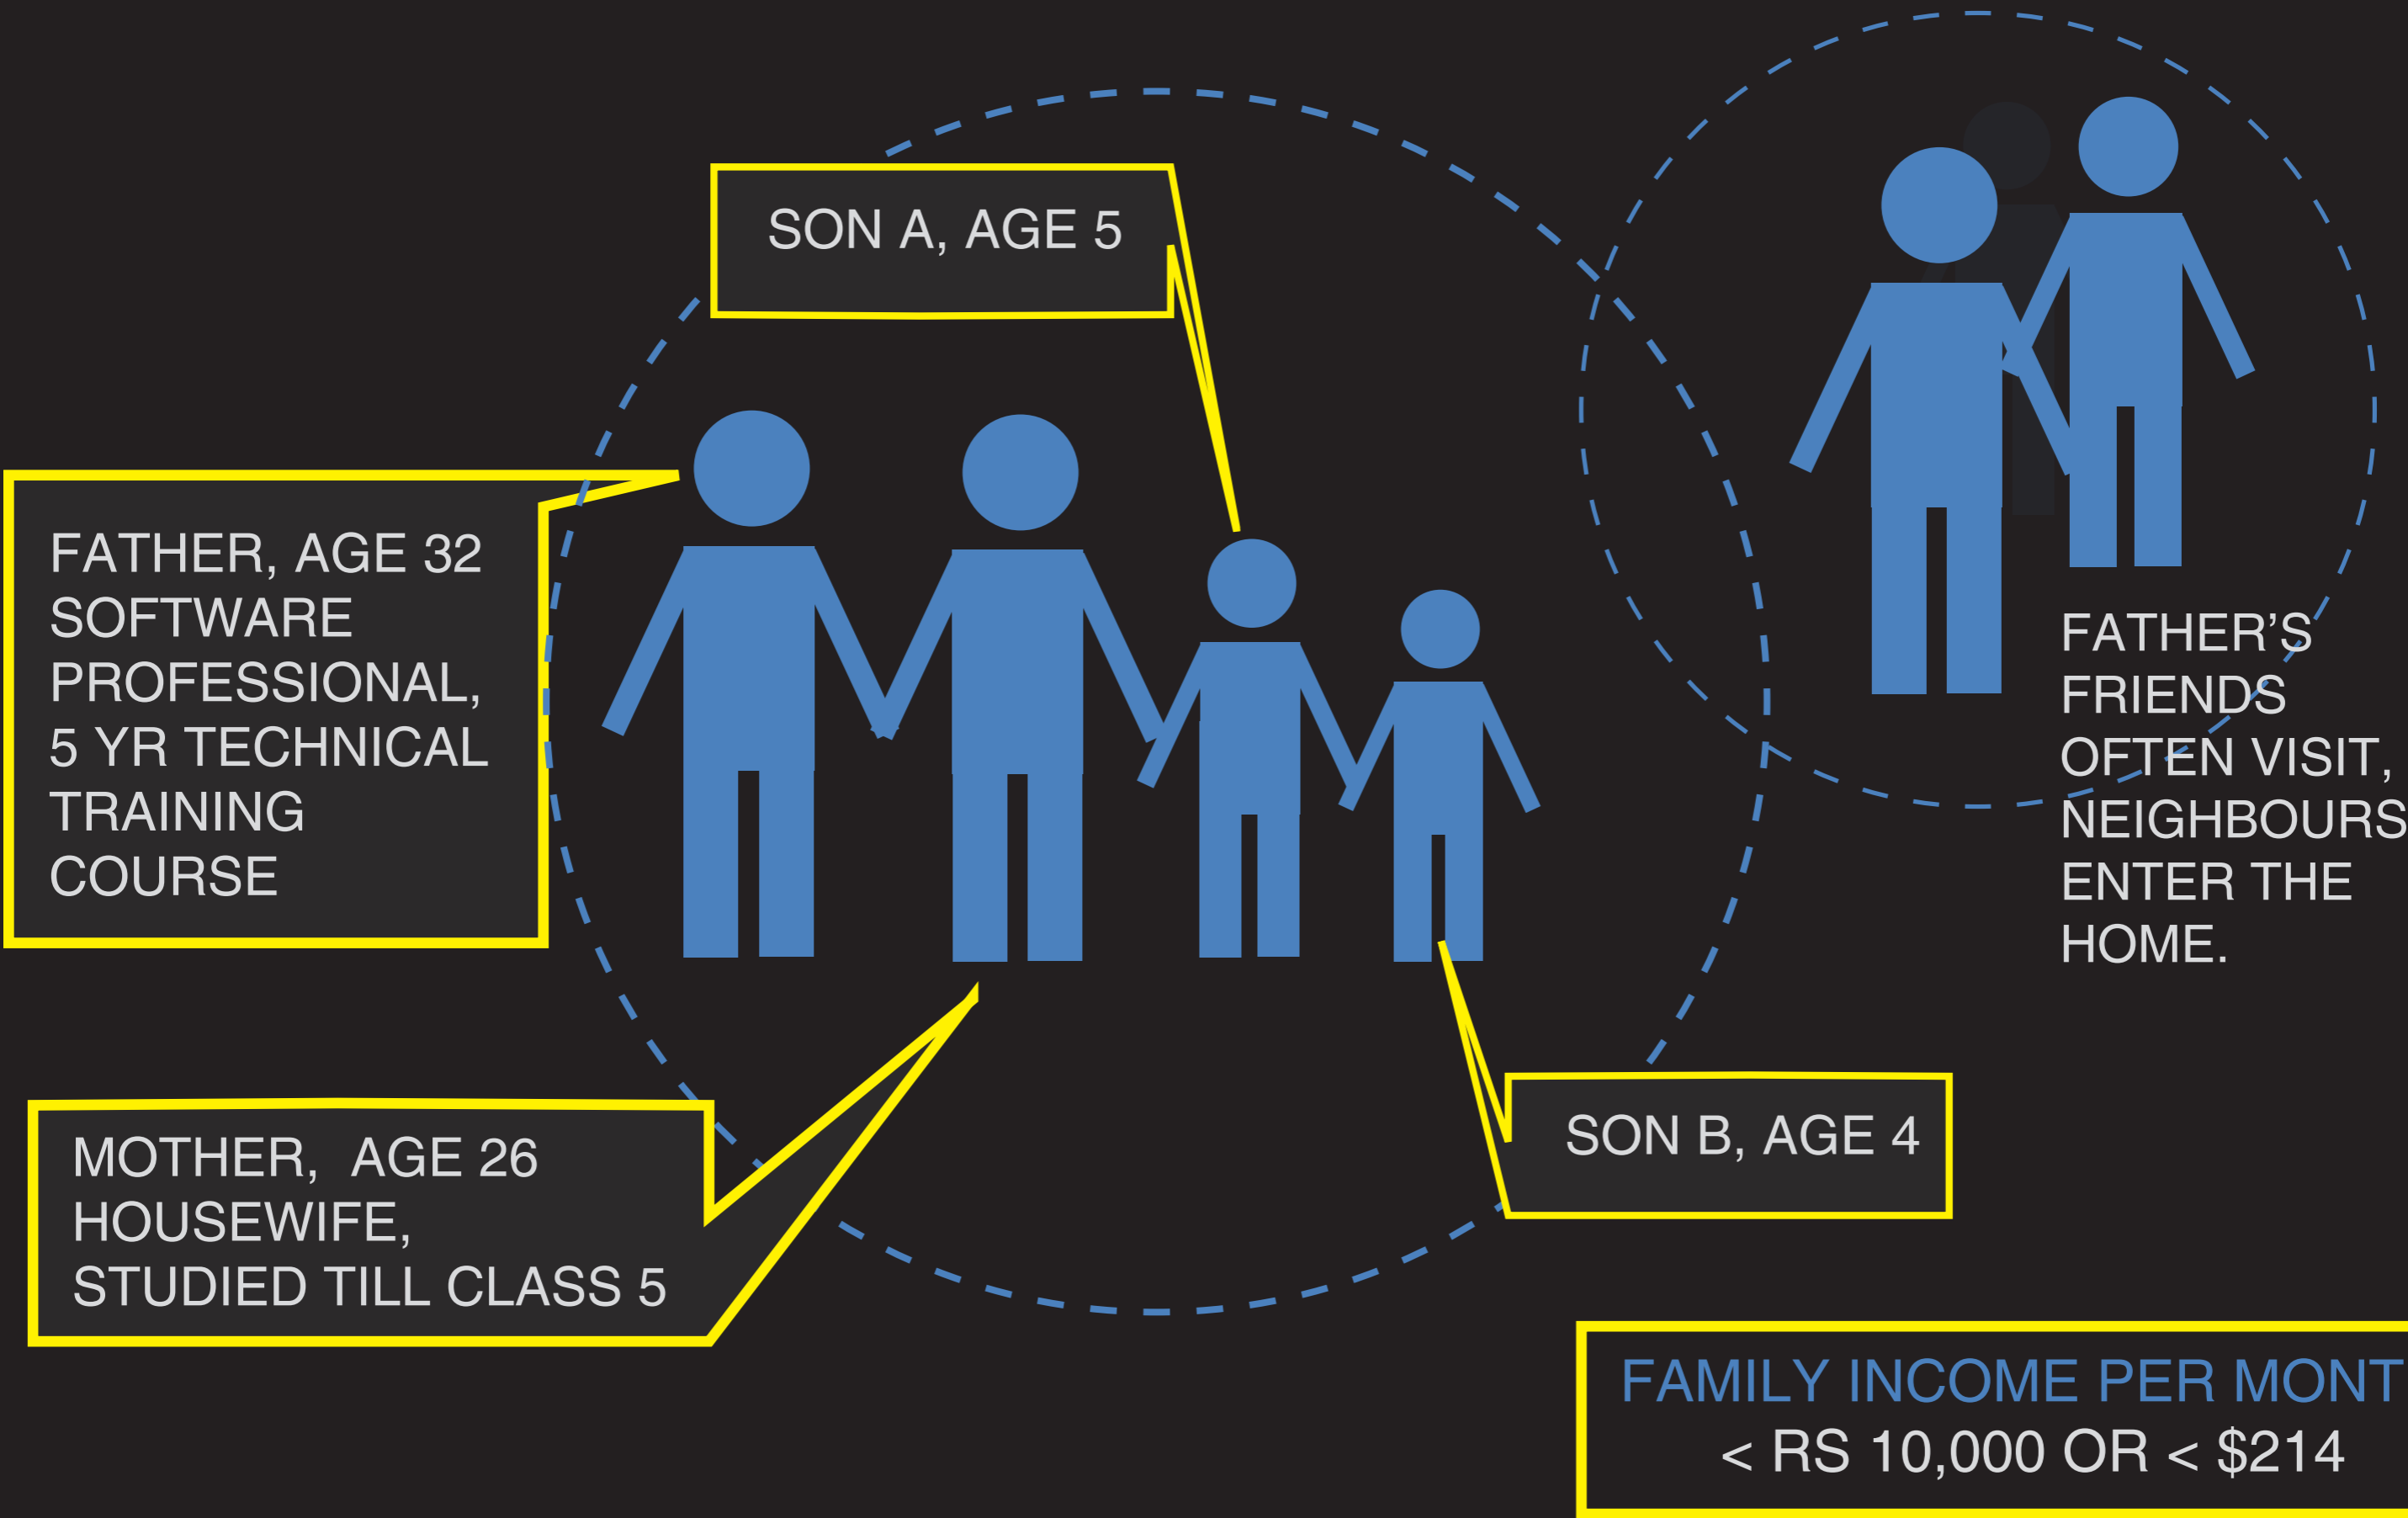 SON A, AGE 5
FATHER, AGE 32
SOFTWARE
PROFESSIONAL,
5 YR TECHNICAL
TRAINING
COURSE
FATHER'S
FRIENDS
OFTEN VISIT,
NEIGHBOURS
ENTER THE
HOME.
MOTHER, AGE 26
HOUSEWIFE,
STUDIED TILL CLASS 5
SON B, AGE 4
FAMILY INCOME PER MONT
< RS 10,000 OR < $214